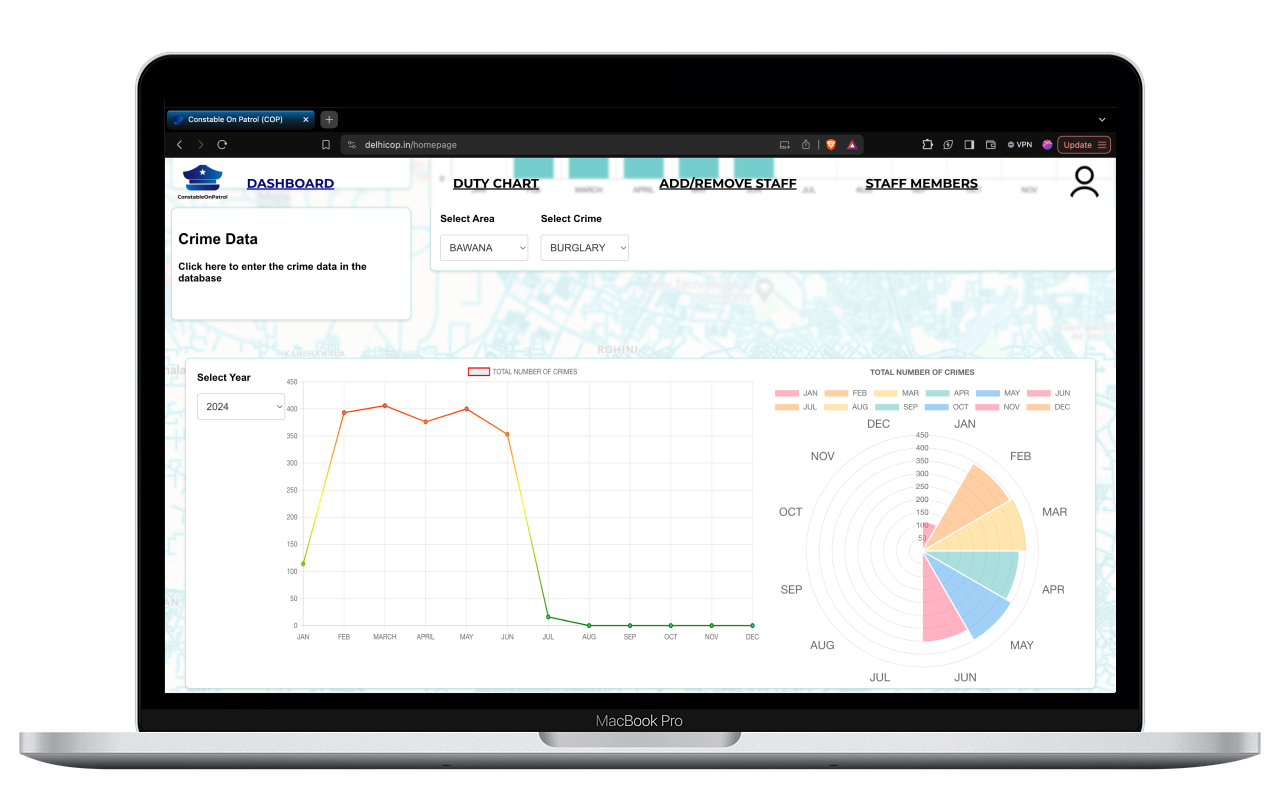 Constable On Patrol (COP)
delhicop.in/homepage
VPN
Update
ConstableOnPatrol
DASHBOARD
DUTY CHART
ADD/REMOVE STAFF
STAFF MEMBERS
0
MARCH
APRIL
JUL
NOV
Crime Data
Click here to enter the crime data in the
database
Select Area
Select Crime
BAWANA
BURGLARY
ROHINI
KANJHAWALA
Select Year
2024
TOTAL NUMBER OF CRIMES
450
400
350
300
250
200
150
100
50
0
JAN FEB MARCH APRIL MAY JUN JUL AUG SEP OCT NOV DEC
TOTAL NUMBER OF CRIMES
JAN FEB MAR APR MAY JUN
JUL AUG SEP OCT NOV DEC
DEC JAN
NOV FEB
OCT MAR
SEP APR
AUG MAY
JUL JUN
450
400
350
300
250
200
150
100
50
MacBook Pro